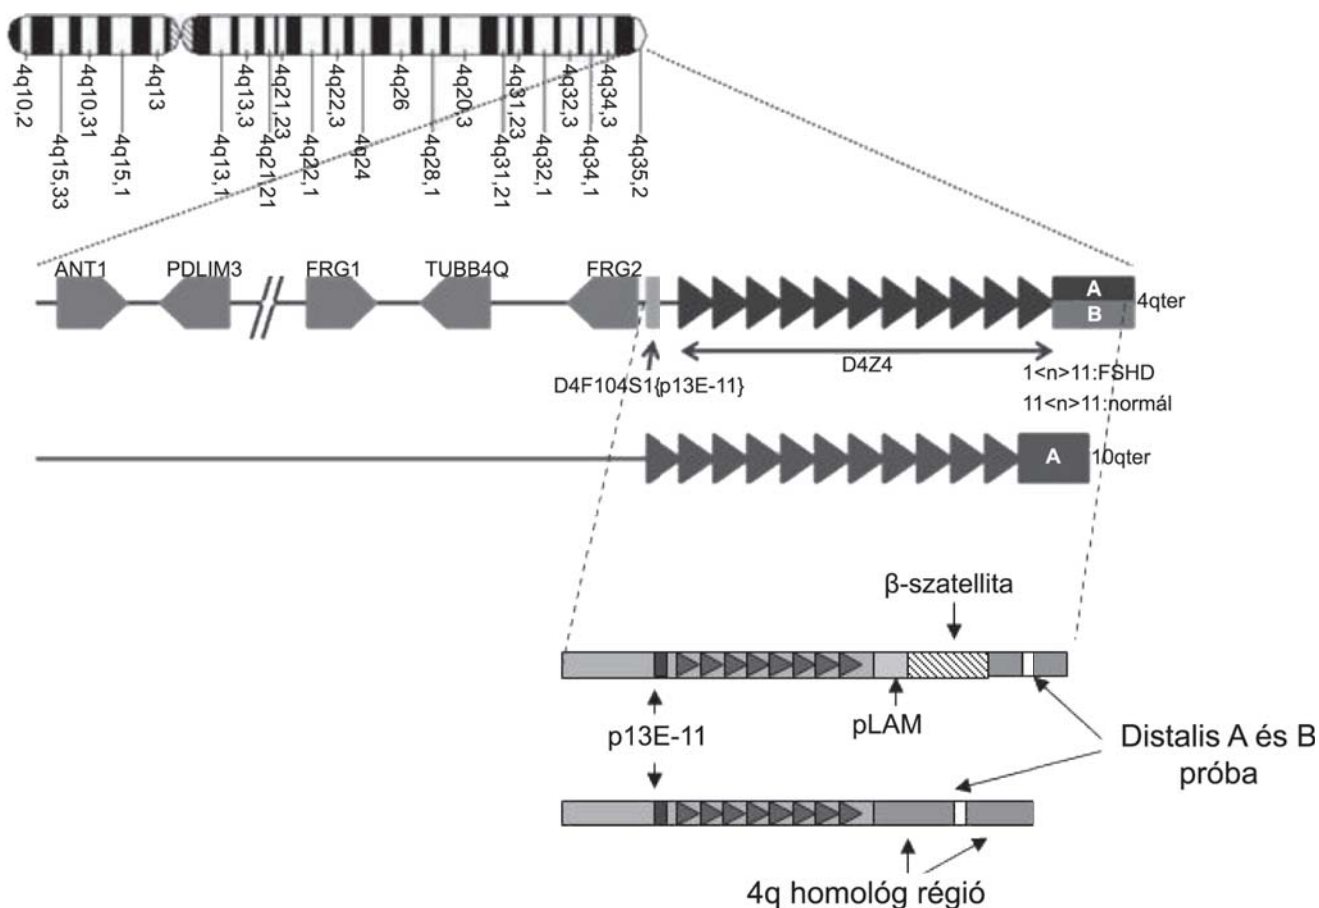 4q10,2
4q15,33
4q10,31
4q15,1
4q13
4q13,1
4q13,3
4q21,21
4q21,23
4q22,1
4q22,3
4q24
4q26
4q28,1
4q20,3
4q31,21
4q31,23
4q32,1
4q32,3
4q34,1
4q34,3
4q35,2
ANT1 PDLIM3 FRG1 TUBB4Q FRG2
A
B
4qter
D4F104S1{p13E-11}
D4Z4
1<n>11:FSHD
11<n>11:normál
A
10qter
β-szatellita
p13E-11
pLAM
Distalis A és B
próba
4q homológ régió